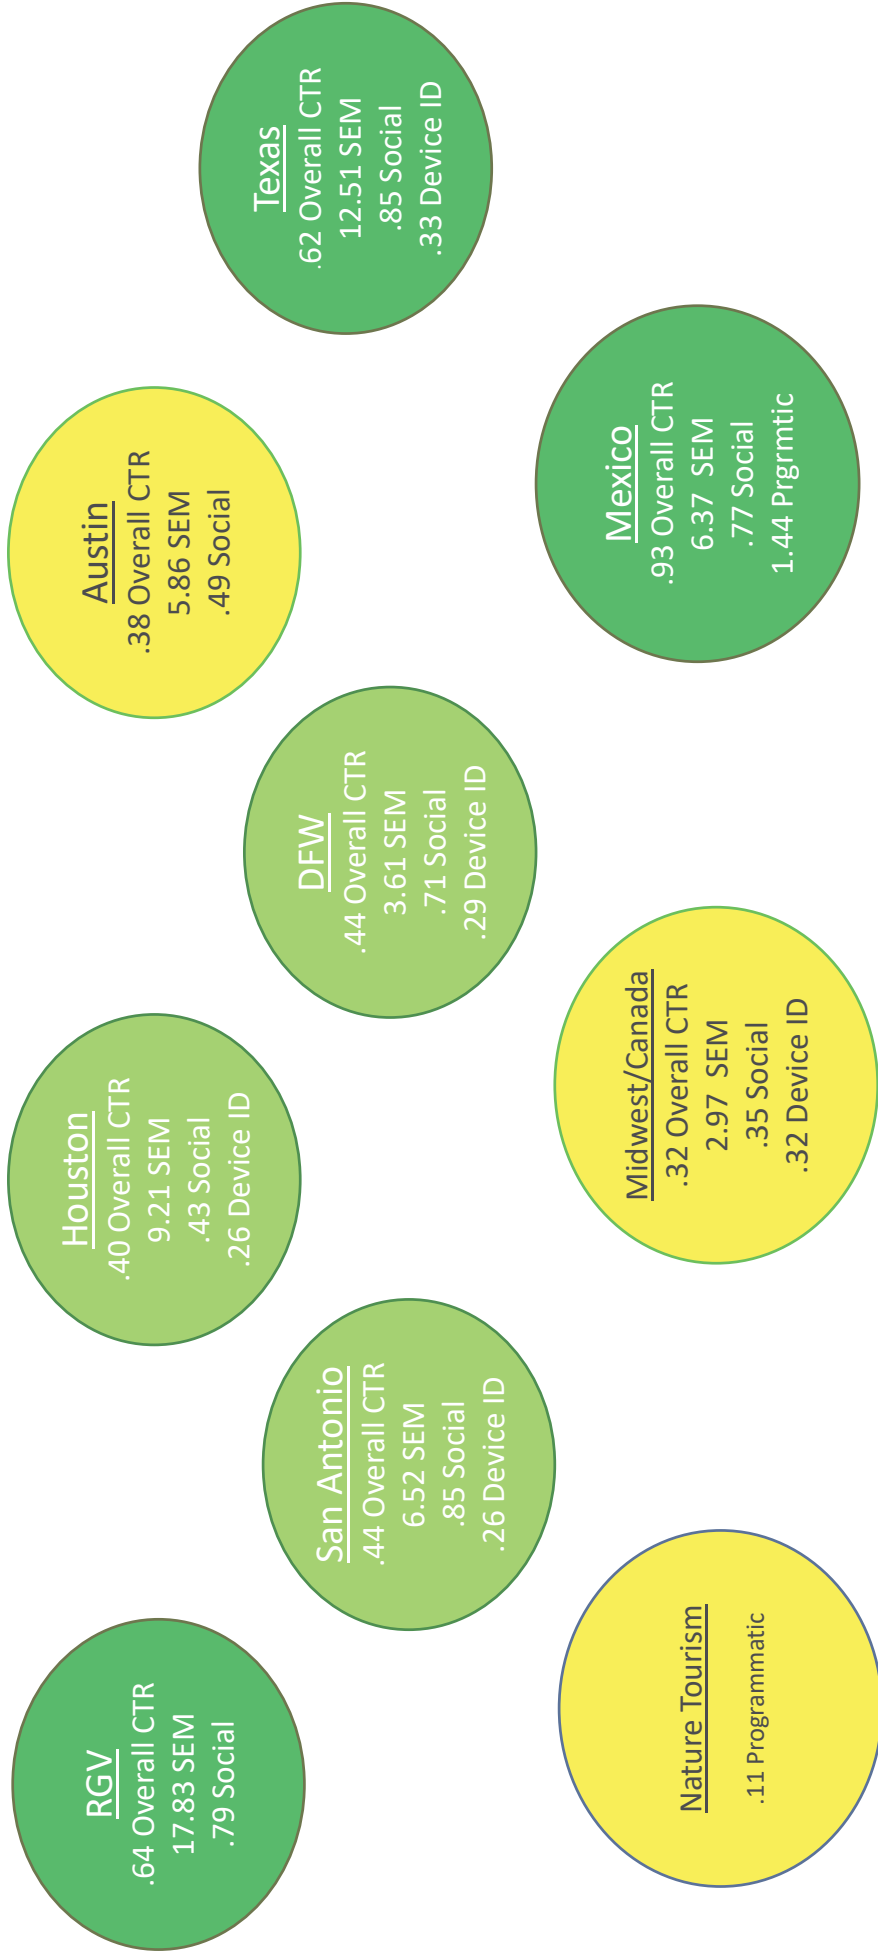 RGV
.64 Overall CTR
17.83 SEM
.79 Social
San Antonio
.44 Overall CTR
6.52 SEM
.85 Social
.26 Device ID
Houston
.40 Overall CTR
9.21 SEM
.43 Social
.26 Device ID
DFW
.44 Overall CTR
3.61 SEM
.71 Social
.29 Device ID
Austin
.38 Overall CTR
5.86 SEM
.49 Social
Texas
.62 Overall CTR
12.51 SEM
.85 Social
.33 Device ID
Nature Tourism
.11 Programmatic
Midwest/Canada
.32 Overall CTR
2.97 SEM
.35 Social
.32 Device ID
Mexico
.93 Overall CTR
6.37 SEM
.77 Social
1.44 Prgrmtic